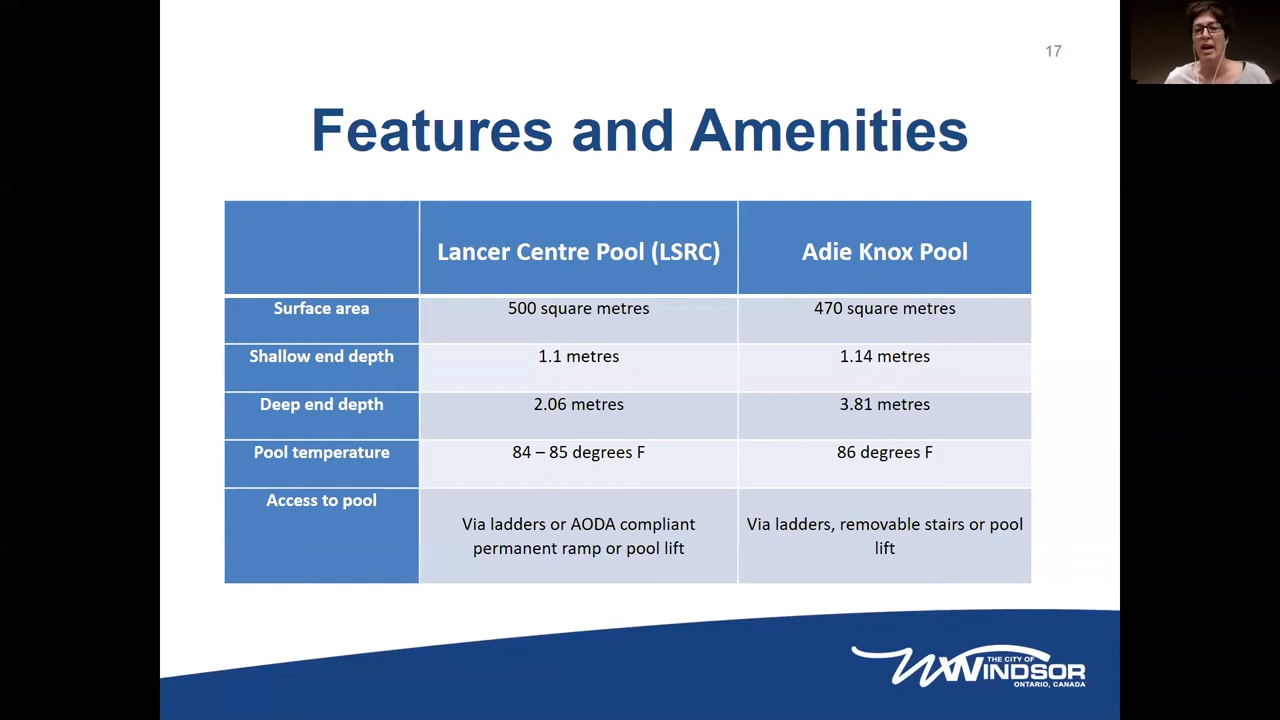 17
Features and Amenities
Lancer Centre Pool (LSRC) Adie Knox Pool
Surface area 500 square metres 470 square metres
Shallow end depth 1.1 metres 1.14 metres
Deep end depth 2.06 metres 3.81 metres
Pool temperature 84 – 85 degrees F 86 degrees F
Access to pool
Via ladders or AODA compliant Via ladders, removable stairs or pool
permanent ramp or pool lift lift
THE CITY OF
WINDSOR
ONTARIO, CANADA